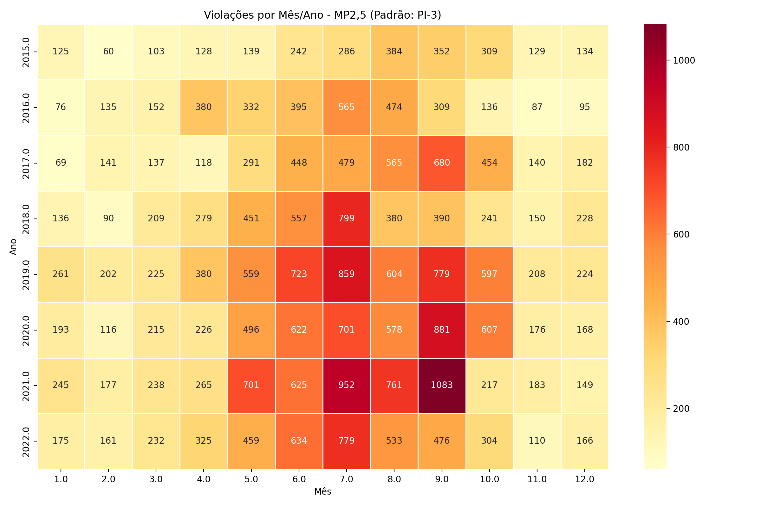 Violações por Mês/Ano - MP2,5 (Padrão: PI-3)
2015.0 125 60 103 128 139 242 286 384 352 309 129 134
2016.0 76 135 152 380 332 395 565 474 309 136 87 95
2017.0 69 141 137 118 291 448 479 565 680 454 140 182
2018.0 136 90 209 279 451 557 799 380 390 241 150 228
2019.0 261 202 225 380 559 723 859 604 779 597 208 224
2020.0 193 116 215 226 496 622 701 578 881 607 176 168
2021.0 245 177 238 265 701 625 952 761 1083 217 183 149
2022.0 175 161 232 325 459 634 779 533 476 304 110 166
1.0 2.0 3.0 4.0 5.0 6.0 7.0 8.0 9.0 10.0 11.0 12.0
Mês
Ano
1000
800
600
400
200